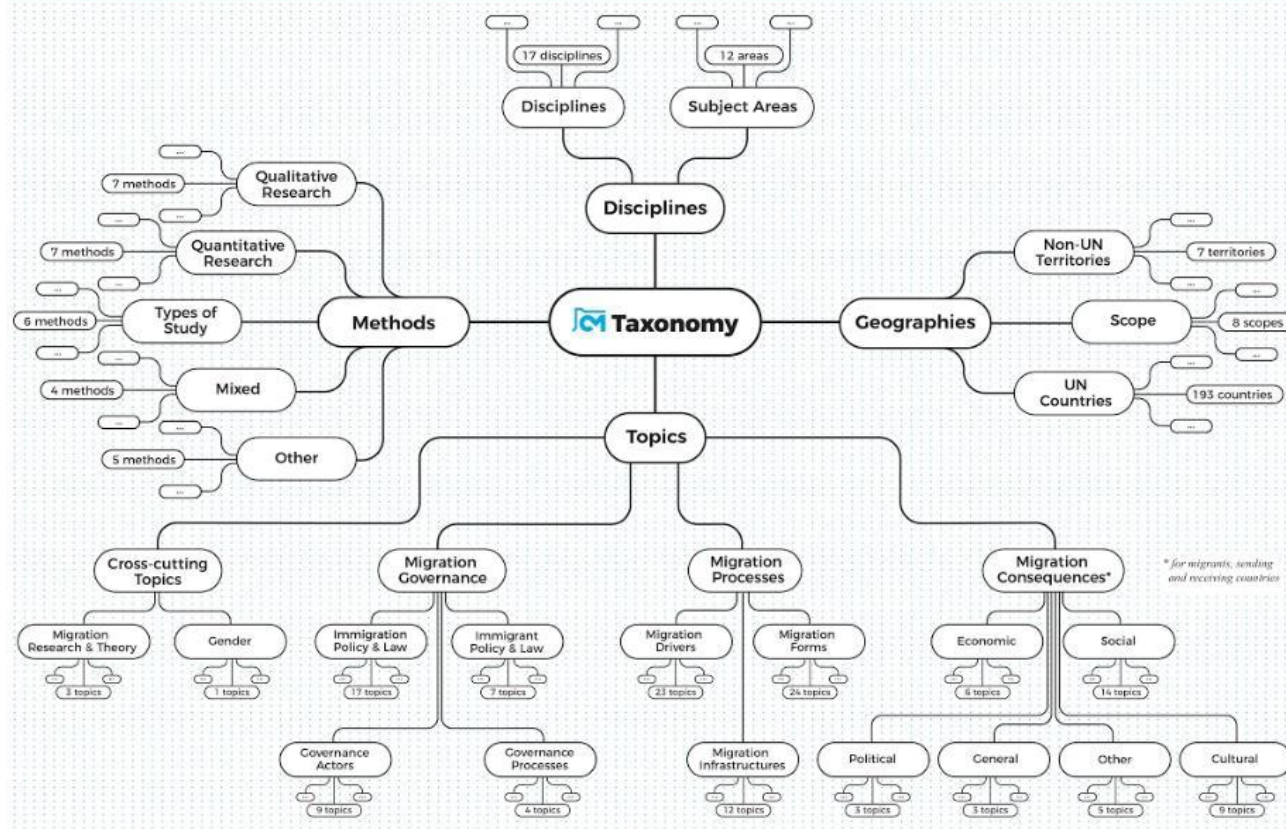 ...
...
...
...
17 disciplines
12 areas
Disciplines
Subject Areas
Disciplines
...
Qualitative
Research
7 methods
...
...
Quantitative
Research
7 methods
...
...
Types of
Study
6 methods
...
...
Mixed
4 methods
...
...
Other
5 methods
...
Methods
Taxonomy
Geographies
...
Non-UN
Territories
7 territories
...
...
Scope
8 scopes
...
...
UN
Countries
193 countries
...
Topics
Cross-cutting
Topics
Migration
Governance
Migration
Processes
Migration
Consequences*
* for migrants, sending
and receiving countries
Migration
Research & Theory
...
...
3 topics
Gender
...
...
1 topics
Immigration
Policy & Law
...
...
17 topics
Immigrant
Policy & Law
...
...
7 topics
Migration
Drivers
...
...
23 topics
Migration
Forms
...
...
24 topics
Economic
...
...
6 topics
Social
...
...
14 topics
Governance
Actors
...
...
9 topics
Governance
Processes
...
...
4 topics
Migration
Infrastructures
...
...
12 topics
Political
...
...
3 topics
General
...
...
3 topics
Other
...
...
5 topics
Cultural
...
...
9 topics